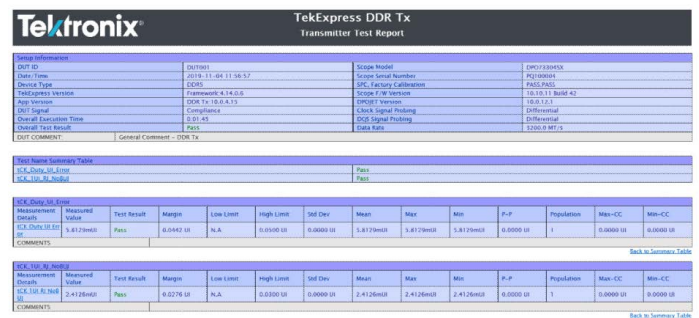 Tektronix®
TekExpress DDR Tx
Transmitter Test Report
Setup Information
DUT ID DUT001 Scope Model DPO73304SX
Date/Time 2019-11-04 11:56:57 Scope Serial Number PQ100004
Device Type DDR5 SPC, Factory Calibration PASS,PASS
TekExpress Version Framework:4.14.0.6 Scope F/W Version 10.10.11 Build 42
App Version DDR Tx:10.0.4.15 DPOJET Version 10.0.12.1
DUT Signal Compliance Clock Signal Probing Differential
Overall Execution Time 0:01:45 DQS Signal Probing Differential
Overall Test Result Pass Data Rate 3200.0 MT/s
DUT COMMENT: General Comment - DDR Tx
Test Name Summary Table
tCK_Duty_UI_Error Pass
tCK_1UI_RJ_NoBUJ Pass
tCK_Duty_UI_Error
Measurement Details Measured Value Test Result Margin Low Limit High Limit Std Dev Mean Max Min P-P Population Max-CC Min-CC
tCK Duty UI Error 5.8129mUI Pass 0.0442 UI N.A 0.0500 UI 0.0000 UI 5.8129mUI 5.8129mUI 5.8129mUI 0.0000 UI 1 0.0000 UI 0.0000 UI
COMMENTS
Back to Summary Table
tCK_1UI_RJ_NoBUJ
Measurement Details Measured Value Test Result Margin Low Limit High Limit Std Dev Mean Max Min P-P Population Max-CC Min-CC
tCK 1UI RJ NoBUJ 2.4126mUI Pass 0.0276 UI N.A 0.0300 UI 0.0000 UI 2.4126mUI 2.4126mUI 2.4126mUI 0.0000 UI 1 0.0000 UI 0.0000 UI
COMMENTS
Back to Summary Table